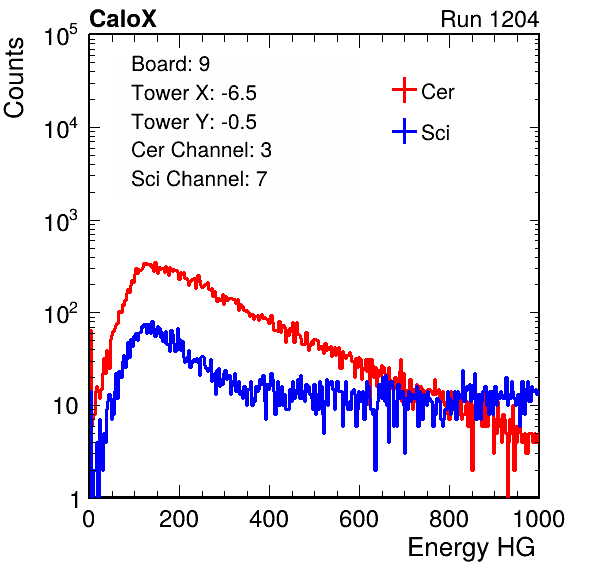 CaloX Run 1204
Counts
Board: 9
Tower X: -6.5
Tower Y: -0.5
Cer Channel: 3
Sci Channel: 7
Cer
Sci
10^5
10^4
10^3
10^2
10
1
0 200 400 600 800 1000
Energy HG